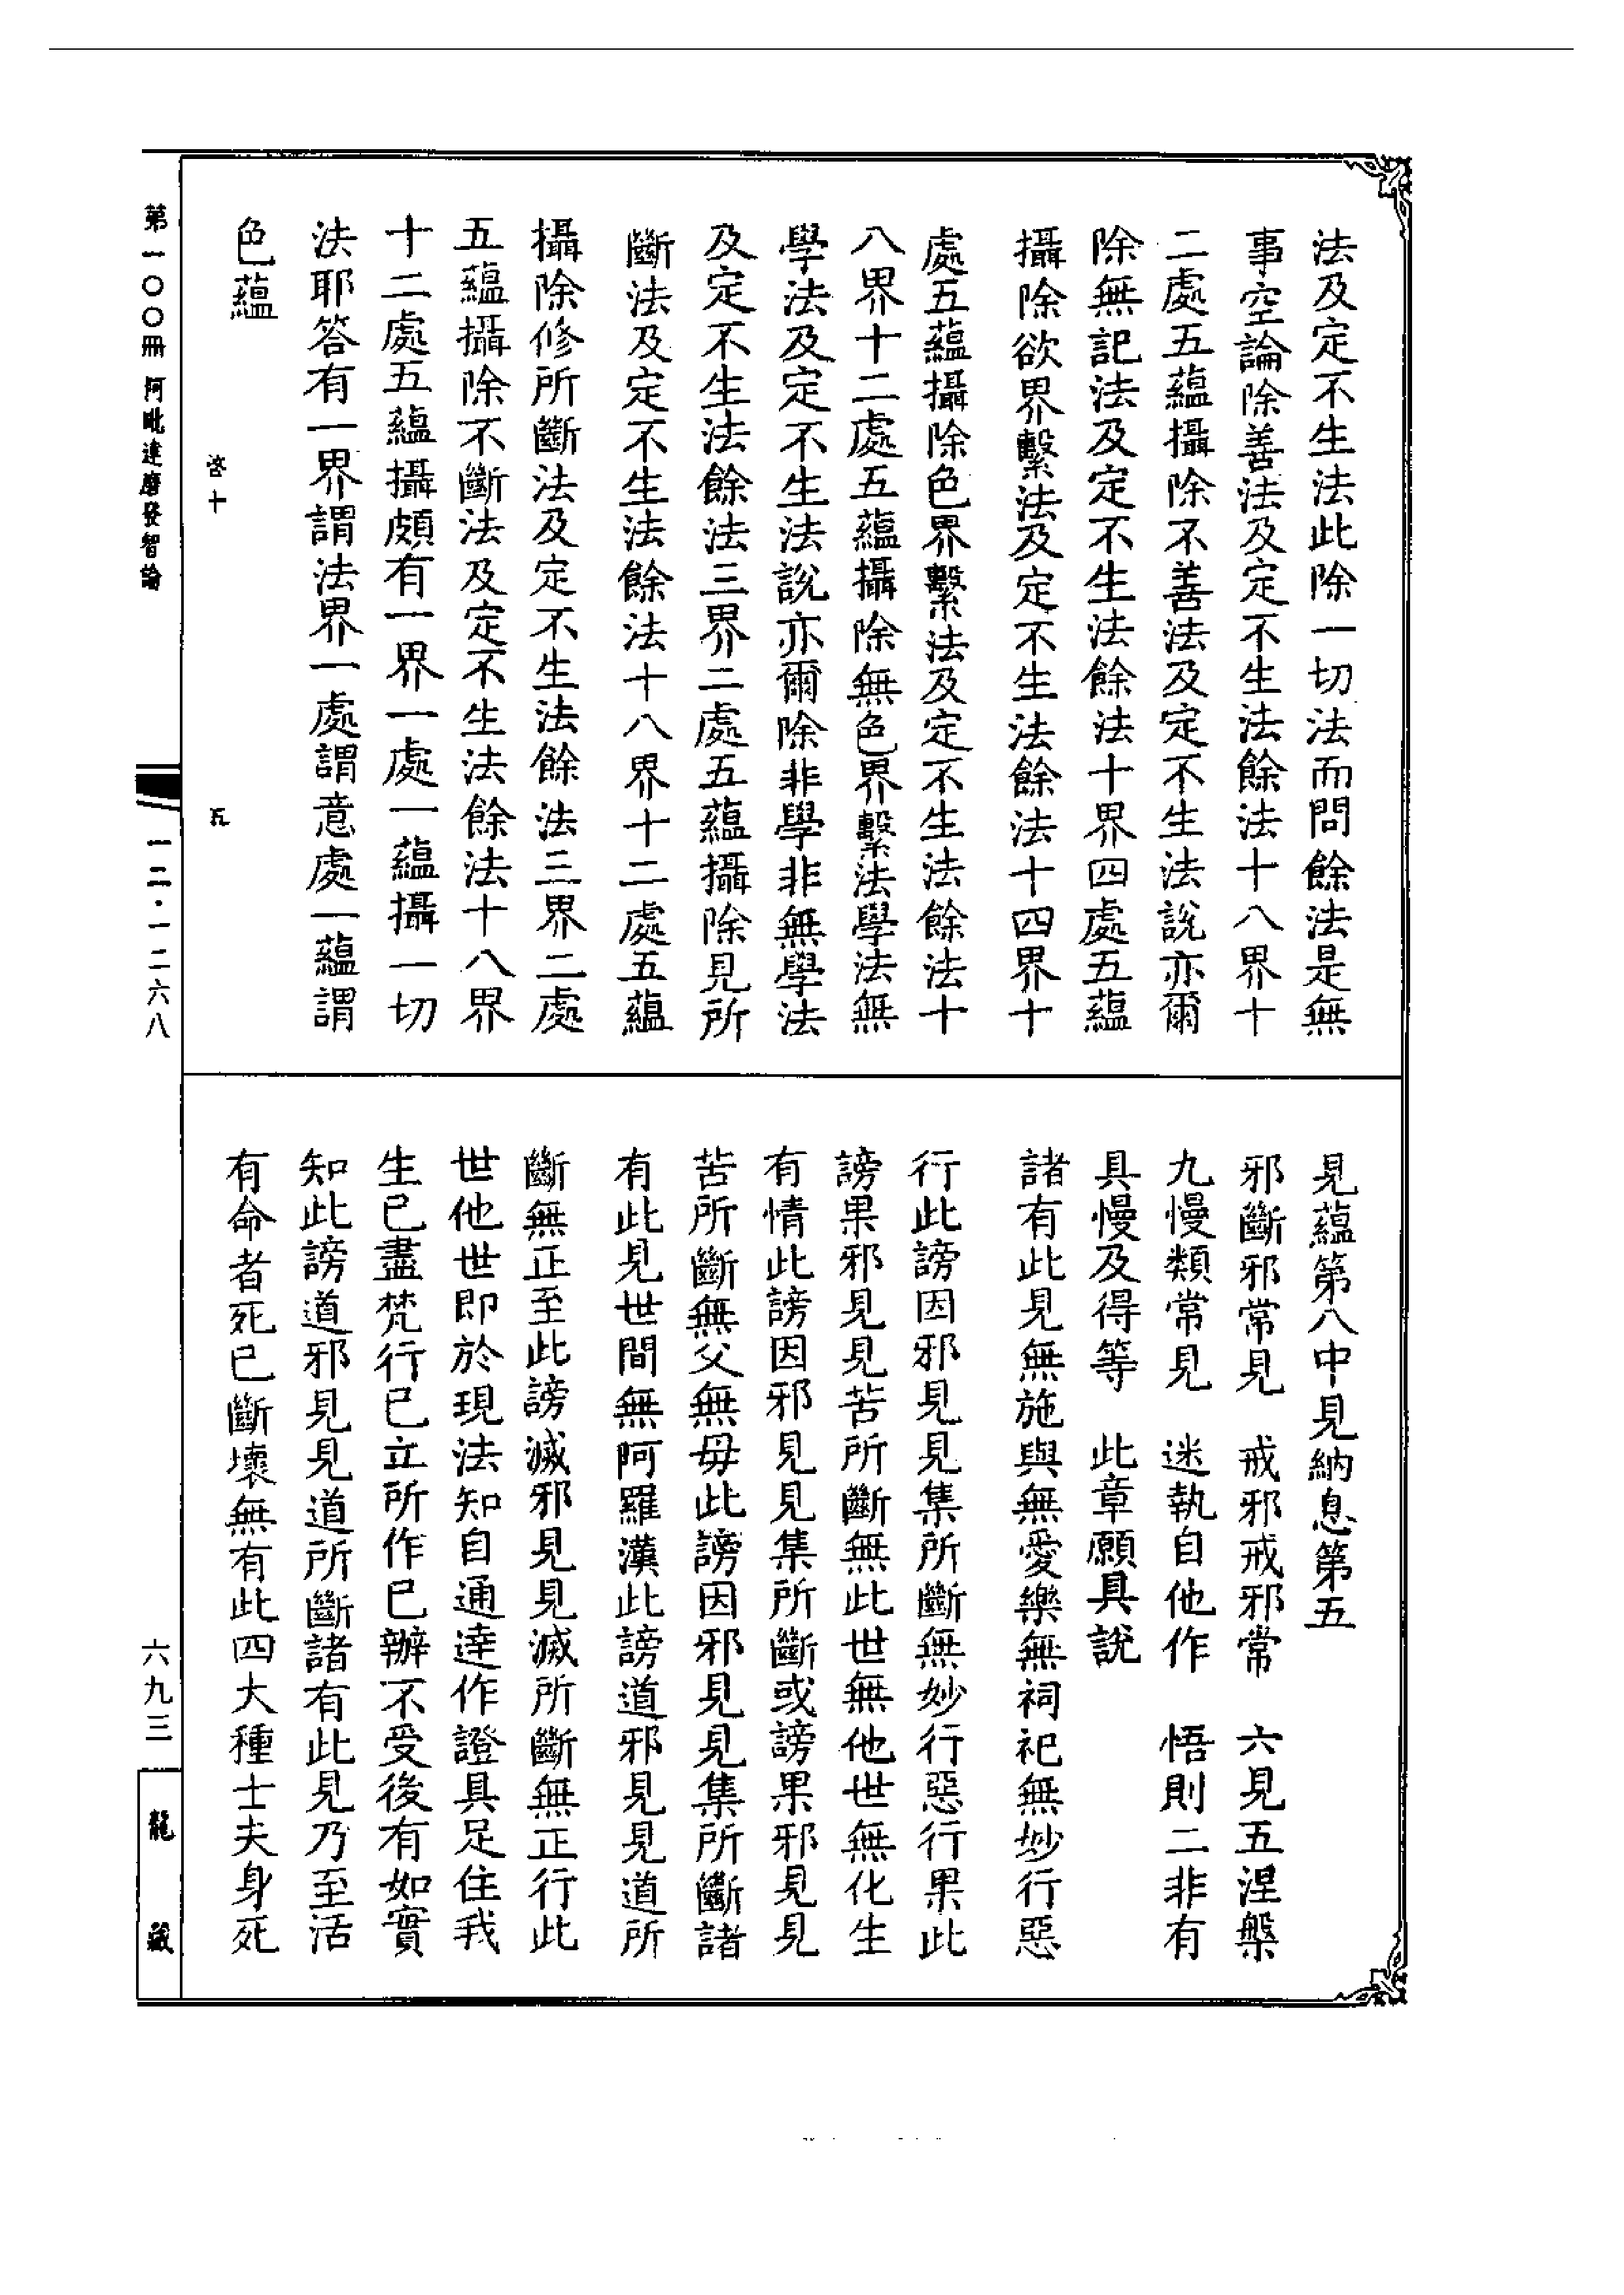 法及定不生法此除一切法而問餘法是無
事空論除善法及定不生法餘法十八界十
二處五蘊攝除不善法及定不生法說亦爾
除無記法及定不生法餘法十界四處五蘊
攝除欲界繫法及定不生法餘法十四界十
處五蘊攝除色界繫法及定不生法餘法十
八界十二處五蘊攝除無色界繫法學法無
學法及定不生法說亦爾除非學非無學法
及定不生法餘法三界二處五蘊攝除見所
斷法及定不生法餘法十八界十二處五蘊
攝除修所斷法及定不生法餘法三界二處
五蘊攝除不斷法及定不生法餘法十八界
十二處五蘊攝頗有一界一處一蘊攝一切
法耶答有一界謂法界一處謂意處一蘊謂
色蘊
見蘊第八中見納息第五
邪斷邪常見　戒邪戒邪常　六見五涅槃
九慢類常見　迷執自他作　悟則二非有
具慢及得等　此章願具說
諸有此見無施與無愛樂無祠祀無妙行惡
行此謗因邪見見集所斷無妙行惡行果此
謗果邪見見苦所斷無此世無他世無化生
有情此謗因邪見見集所斷或謗果邪見見
苦所斷無父無母此謗因邪見見集所斷諸
有此見世間無阿羅漢此謗道邪見見道所
斷無正至此謗滅邪見見滅所斷無正行此
世他世即於現法知自通達作證具足住我
生已盡梵行已立所作已辦不受後有如實
知此謗道邪見見道所斷諸有此見乃至活
有命者死已斷壞無有此四大種士夫身死
啓十
五
第一〇〇冊 阿毗達磨發智論
一二·一二六八
六九三
龍藏